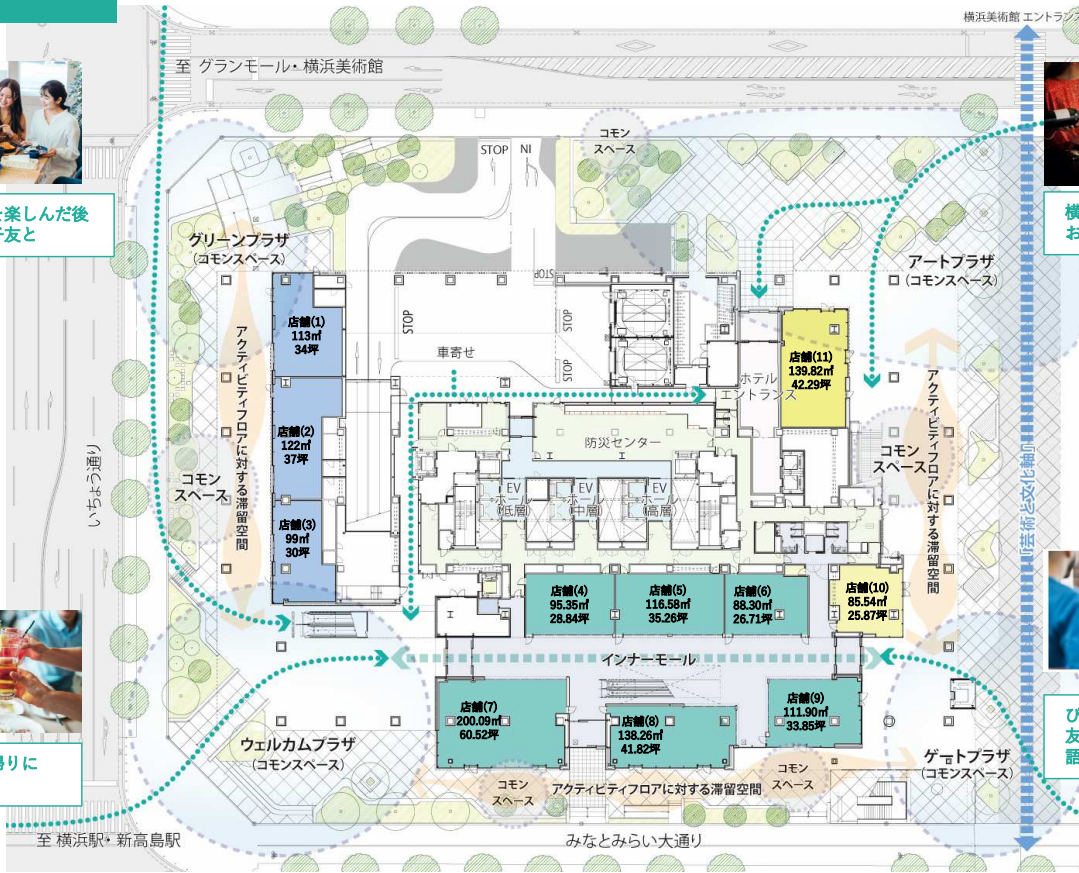 横浜美術館 エントランス
至 グランモール・横浜美術館
コモン
スペース
STOP
NI
を楽しんだ後
子友と
横
お
グリーンプラザ
(コモンスペース)
アートプラザ
(コモンスペース)
STOP
店舗(1)
113㎡
34坪
STOP
STOP
STOP
車寄せ
店舗(11)
139.82㎡
42.29坪
ホテル
エントランス
アクティビティフロアに対する滞留空間
アクティビティフロアに対する滞留空間
店舗(2)
122㎡
37坪
防災センター
コモン
スペース
コモン
スペース
いちょう通り
「芸術と文化軸」
EV
ホール
(低層)
EV
ホール
(中層)
EV
ホール
(高層)
店舗(3)
99㎡
30坪
店舗(4)
95.35㎡
28.84坪
店舗(5)
116.58㎡
35.26坪
店舗(6)
88.30㎡
26.71坪
店舗(10)
85.54㎡
25.87坪
インナーモール
店舗(7)
200.09㎡
60.52坪
店舗(8)
138.26㎡
41.82坪
店舗(9)
111.90㎡
33.85坪
ウェルカムプラザ
(コモンスペース)
ゲートプラザ
(コモンスペース)
帰りに
び
友
語
コモン
スペース
アクティビティフロアに対する滞留空間
コモン
スペース
至 横浜駅・新高島駅
みなとみらい大通り